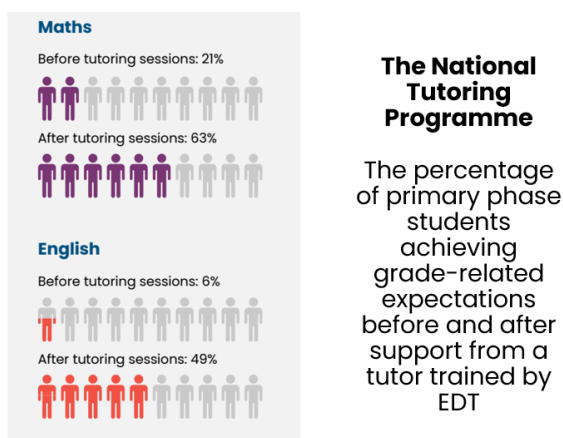 Maths
Before tutoring sessions: 21%
After tutoring sessions: 63%
English
Before tutoring sessions: 6%
After tutoring sessions: 49%
The National
Tutoring
Programme
The percentage
of primary phase
students
achieving
grade-related
expectations
before and after
support from a
tutor trained by
EDT